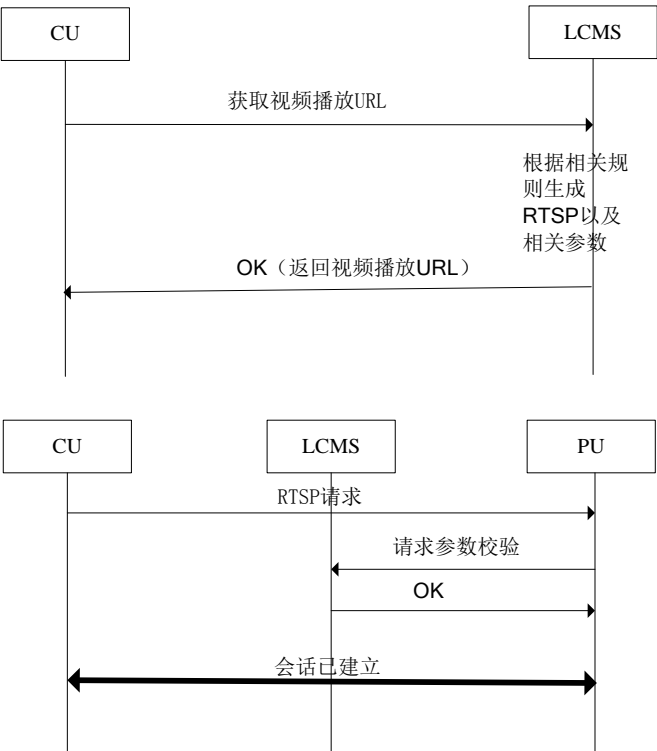 CU
LCMS
获取视频播放URL
根据相关规
则生成
RTSP以及
相关参数
OK（返回视频播放URL）
CU
LCMS
PU
RTSP请求
请求参数校验
OK
会话已建立